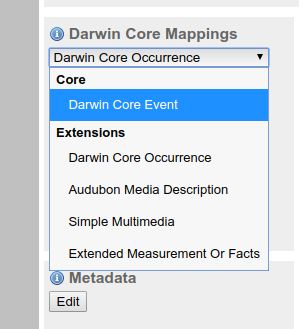 Darwin Core Mappings
Darwin Core Occurrence
Core
Darwin Core Event
Extensions
Darwin Core Occurrence
Audubon Media Description
Simple Multimedia
Extended Measurement Or Facts
Metadata
Edit